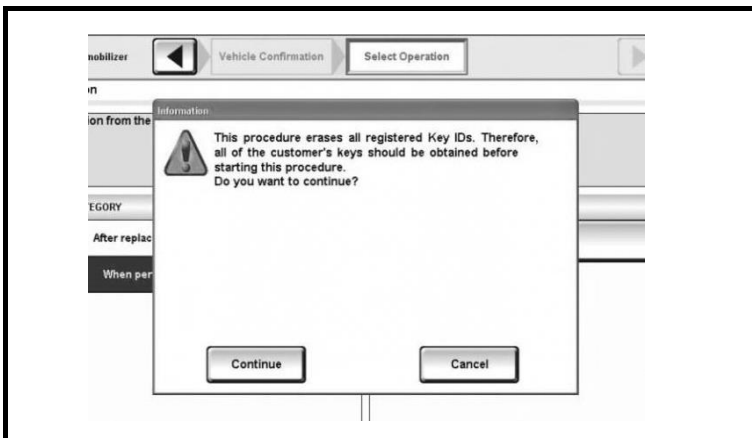 nobilizer
Vehicle Confirmation
Select Operation
on
Information
ion from the
This procedure erases all registered Key IDs. Therefore,
all of the customer's keys should be obtained before
starting this procedure.
Do you want to continue?
EGORY
After replac
When per
Continue
Cancel